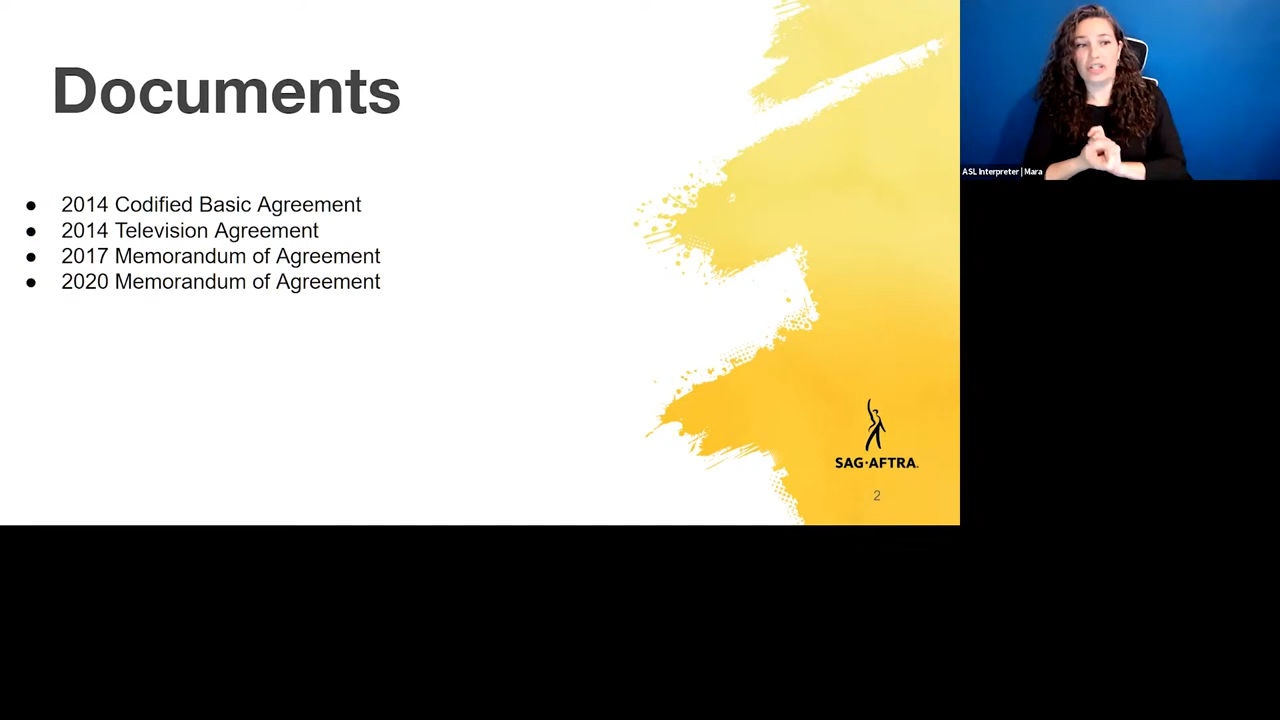 Documents
● 2014 Codified Basic Agreement
● 2014 Television Agreement
● 2017 Memorandum of Agreement
● 2020 Memorandum of Agreement
SAG·AFTRA®
2
ASL Interpreter | Mara